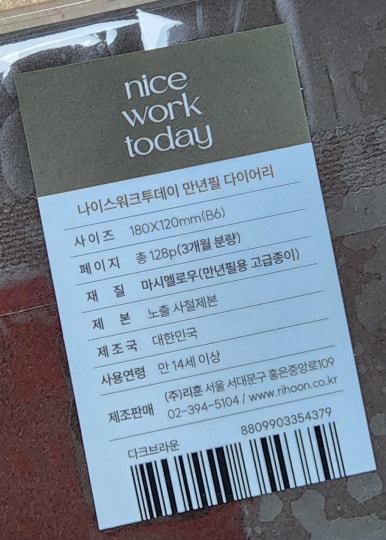 nice
work
today
나이스워크투데이 만년필 다이어리
사이즈 180X120mm(B6)
페이지 총 128p(3개월 분량)
재 질 마시멜로우(만년필용 고급종이)
제 본 노출 사철제본
제조국 대한민국
사용연령 만 14세 이상
제조판매 (주)리훈 서울 서대문구 홍은중앙로109
02-394-5104 / www.rihoon.co.kr
다크브라운 8809903354379